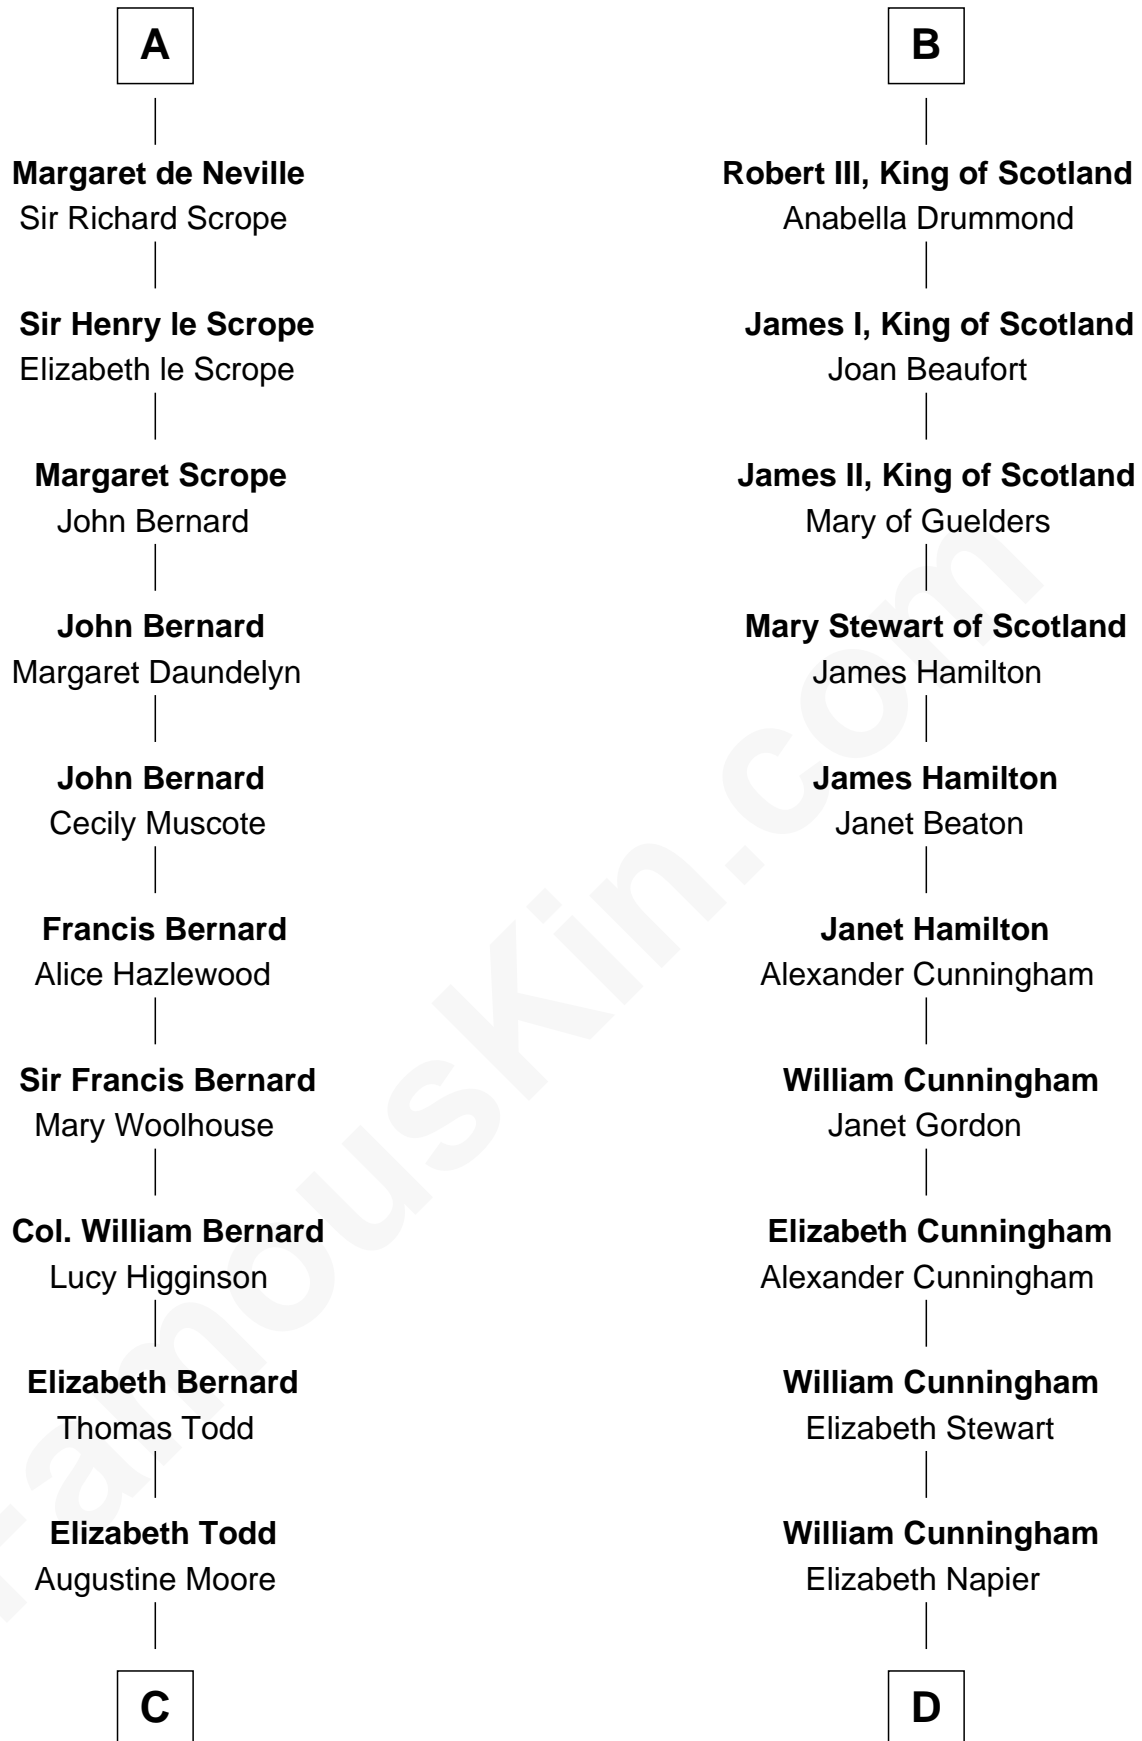 A
Margaret de Neville
Sir Richard Scrope
Sir Henry le Scrope
Elizabeth le Scrope
Margaret Scrope
John Bernard
John Bernard
Margaret Daundelyn
John Bernard
Cecily Muscote
Francis Bernard
Alice Hazlewood
Sir Francis Bernard
Mary Woolhouse
Col. William Bernard
Lucy Higginson
Elizabeth Bernard
Thomas Todd
Elizabeth Todd
Augustine Moore
C
B
Robert III, King of Scotland
Anabella Drummond
James I, King of Scotland
Joan Beaufort
James II, King of Scotland
Mary of Guelders
Mary Stewart of Scotland
James Hamilton
James Hamilton
Janet Beaton
Janet Hamilton
Alexander Cunningham
William Cunningham
Janet Gordon
Elizabeth Cunningham
Alexander Cunningham
William Cunningham
Elizabeth Stewart
William Cunningham
Elizabeth Napier
D
FamousKin.com